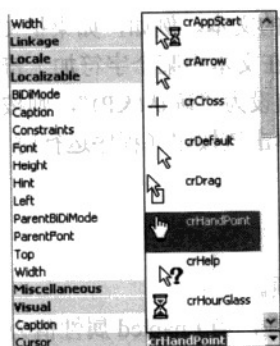 Width
Linkage
Locale
Localizable
BiDiMode
Caption
Constraints
Font
Height
Hint
Left
ParentBiDiMode
ParentFont
Top
Width
Miscellaneous
Visual
Caption
Cursor
crAppStart
crArrow
crCross
crDefault
crDrag
crHandPoint
crHelp
crHourGlass
crHandPoint